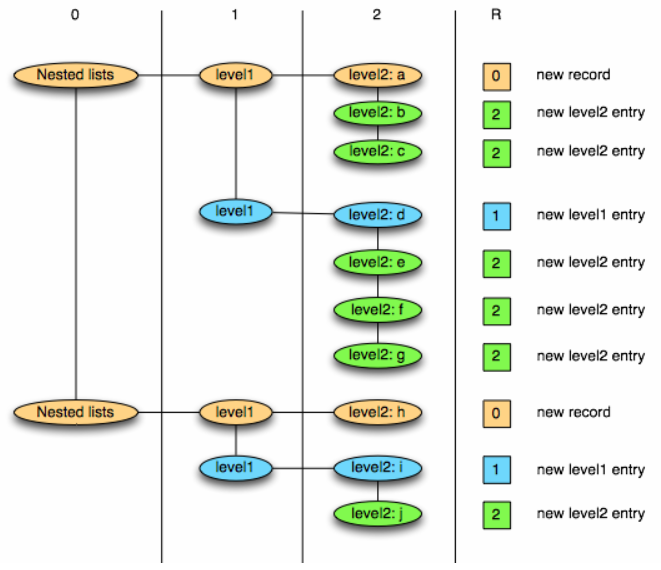 0 1 2 R
Nested lists level1 level2: a 0 new record
level2: b 2 new level2 entry
level2: c 2 new level2 entry
level1 level2: d 1 new level1 entry
level2: e 2 new level2 entry
level2: f 2 new level2 entry
level2: g 2 new level2 entry
Nested lists level1 level2: h 0 new record
level1 level2: i 1 new level1 entry
level2: j 2 new level2 entry